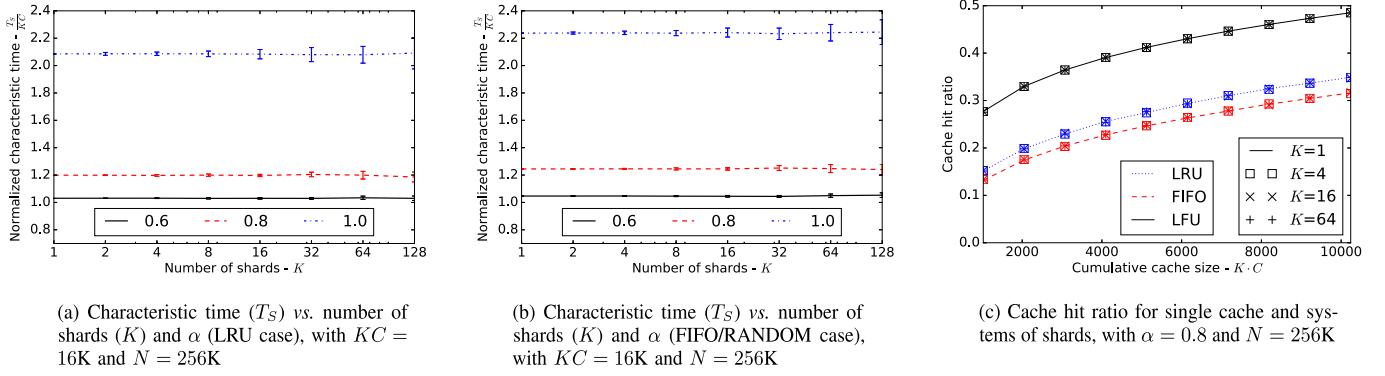 2.4
2.2
2.0
1.8
1.6
1.4
1.2
1.0
0.8
Normalized characteristic time - T_S/KC
0.6 0.8 1.0
1 2 4 8 16 32 64 128
Number of shards - K
(a) Characteristic time (T_S) vs. number of
shards (K) and α (LRU case), with KC =
16K and N = 256K
2.4
2.2
2.0
1.8
1.6
1.4
1.2
1.0
0.8
Normalized characteristic time - T_S/KC
0.6 0.8 1.0
1 2 4 8 16 32 64 128
Number of shards - K
(b) Characteristic time (T_S) vs. number of
shards (K) and α (FIFO/RANDOM case),
with KC = 16K and N = 256K
0.5
0.4
0.3
0.2
0.1
0.0
Cache hit ratio
LRU
FIFO
LFU
K=1
K=4
K=16
K=64
2000 4000 6000 8000 10000
Cumulative cache size - K · C
(c) Cache hit ratio for single cache and sys-
tems of shards, with α = 0.8 and N = 256K